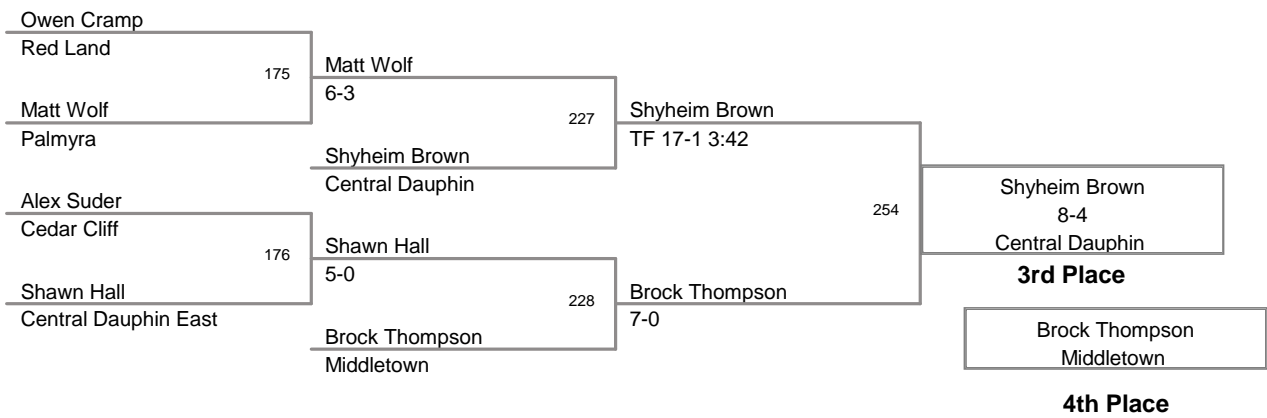 Owen Cramp
Red Land
175
Matt Wolf
6-3
Matt Wolf
Palmyra
227
Shyheim Brown
TF 17-1 3:42
Shyheim Brown
Central Dauphin
Alex Suder
Cedar Cliff
176
Shawn Hall
5-0
Shawn Hall
Central Dauphin East
228
Brock Thompson
7-0
Brock Thompson
Middletown
254
Shyheim Brown
8-4
Central Dauphin
3rd Place
Brock Thompson
Middletown
4th Place